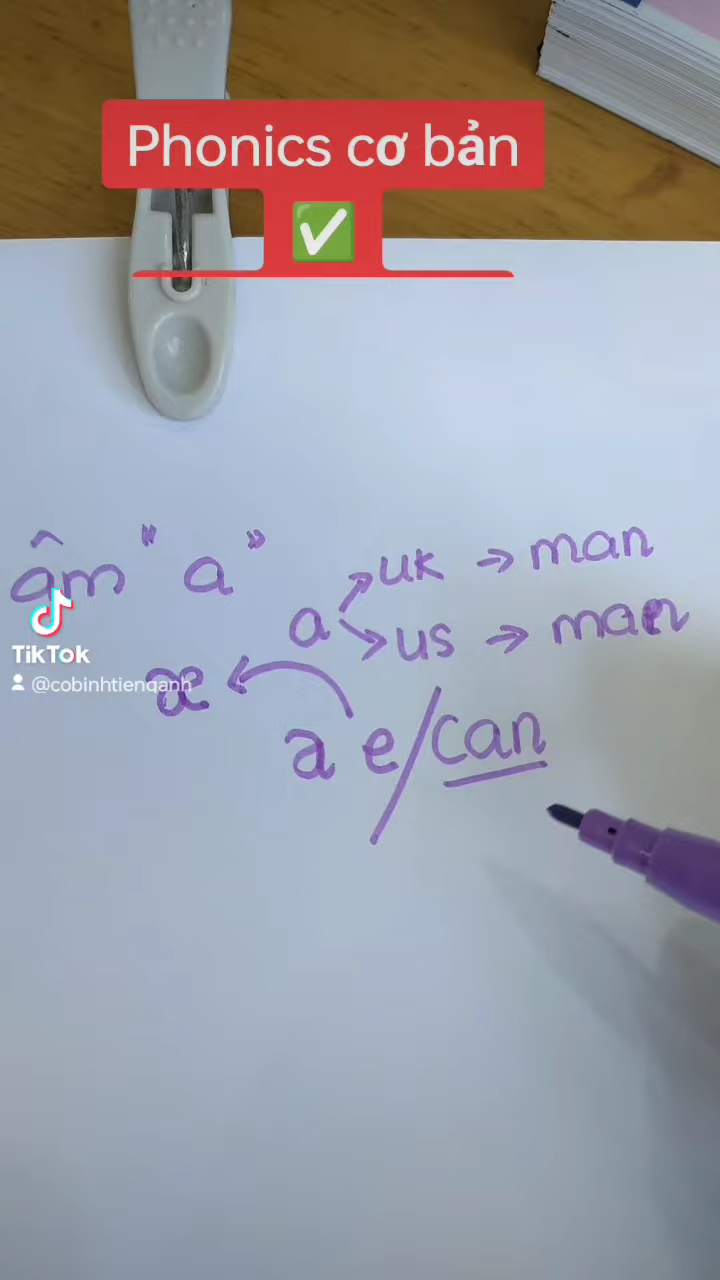 Phonics cơ bản
✅
âm "a"
a → UK → man
→ US → man
æ ← a e / can
TikTok
@cobinhtienganh